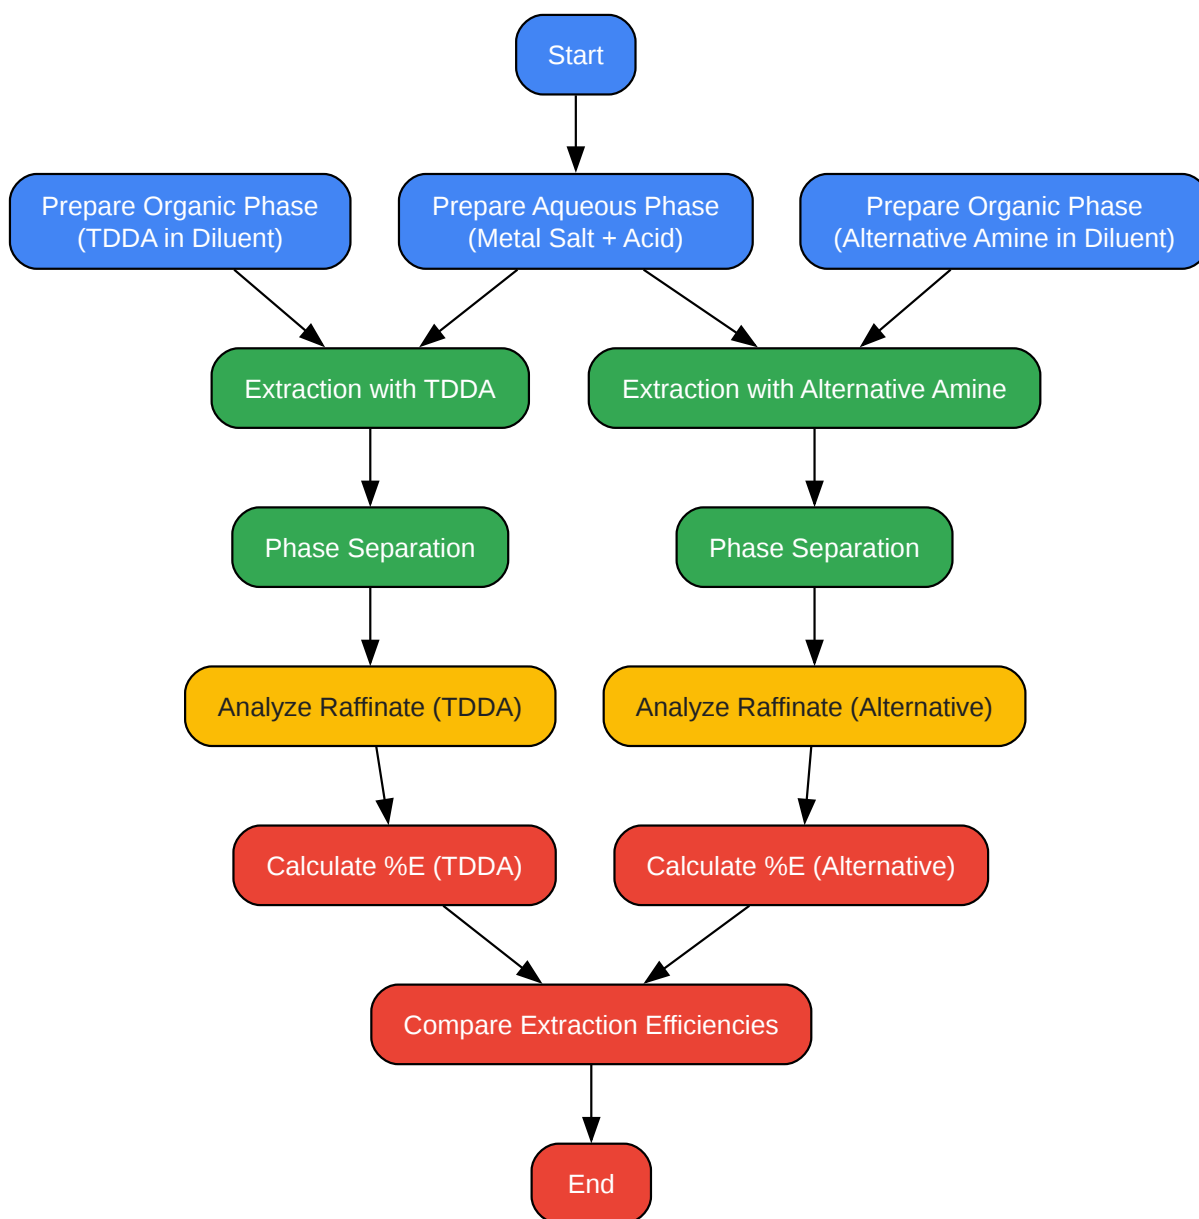 Start
Prepare Organic Phase
(TDDA in Diluent)
Prepare Aqueous Phase
(Metal Salt + Acid)
Prepare Organic Phase
(Alternative Amine in Diluent)
Extraction with TDDA
Extraction with Alternative Amine
Phase Separation
Phase Separation
Analyze Raffinate (TDDA)
Analyze Raffinate (Alternative)
Calculate %E (TDDA)
Calculate %E (Alternative)
Compare Extraction Efficiencies
End